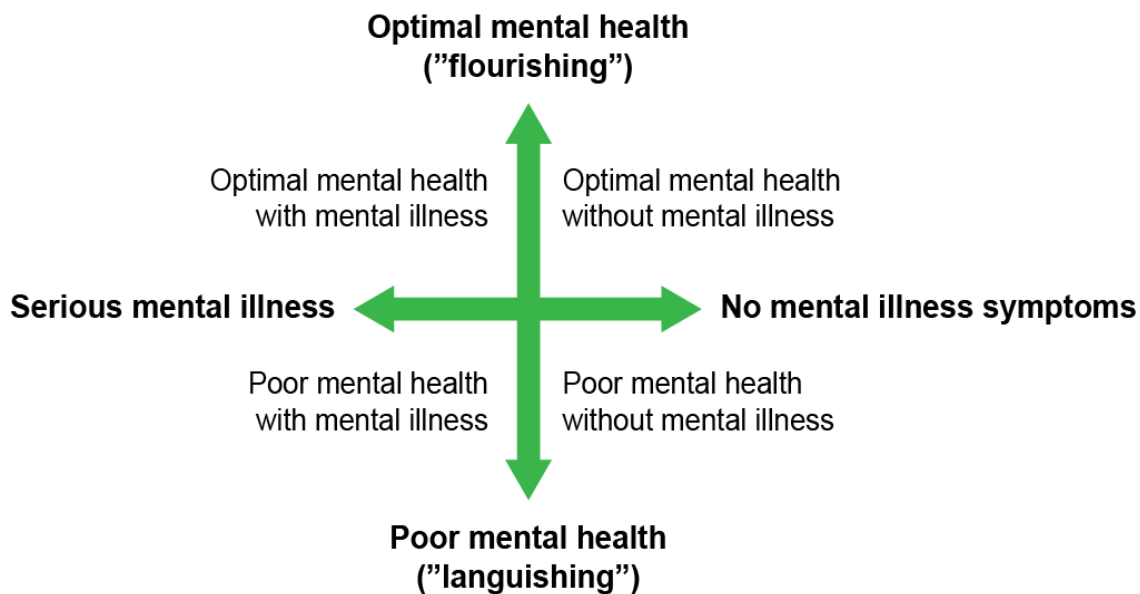 Optimal mental health
(”flourishing”)
Optimal mental health
with mental illness
Optimal mental health
without mental illness
Serious mental illness
No mental illness symptoms
Poor mental health
with mental illness
Poor mental health
without mental illness
Poor mental health
(”languishing”)